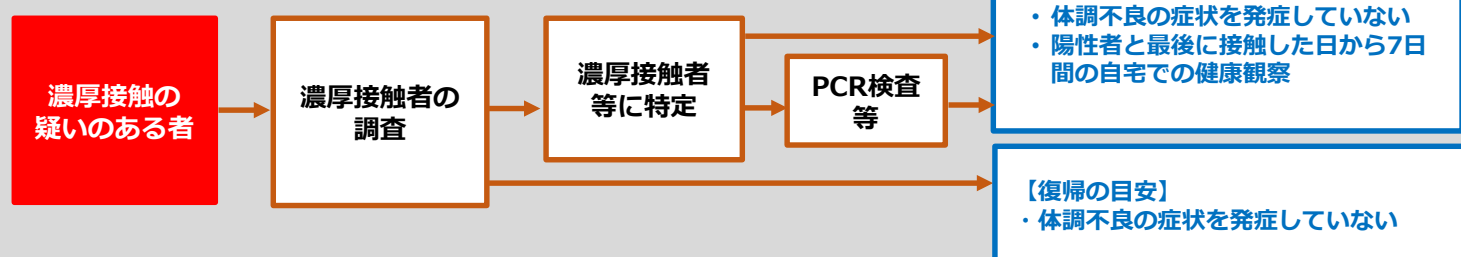 濃厚接触の
疑いのある者
濃厚接触者の
調査
濃厚接触者
等に特定
PCR検査
等
・ 体調不良の症状を発症していない
・ 陽性者と最後に接触した日から7日
間の自宅での健康観察
【復帰の目安】
・体調不良の症状を発症していない